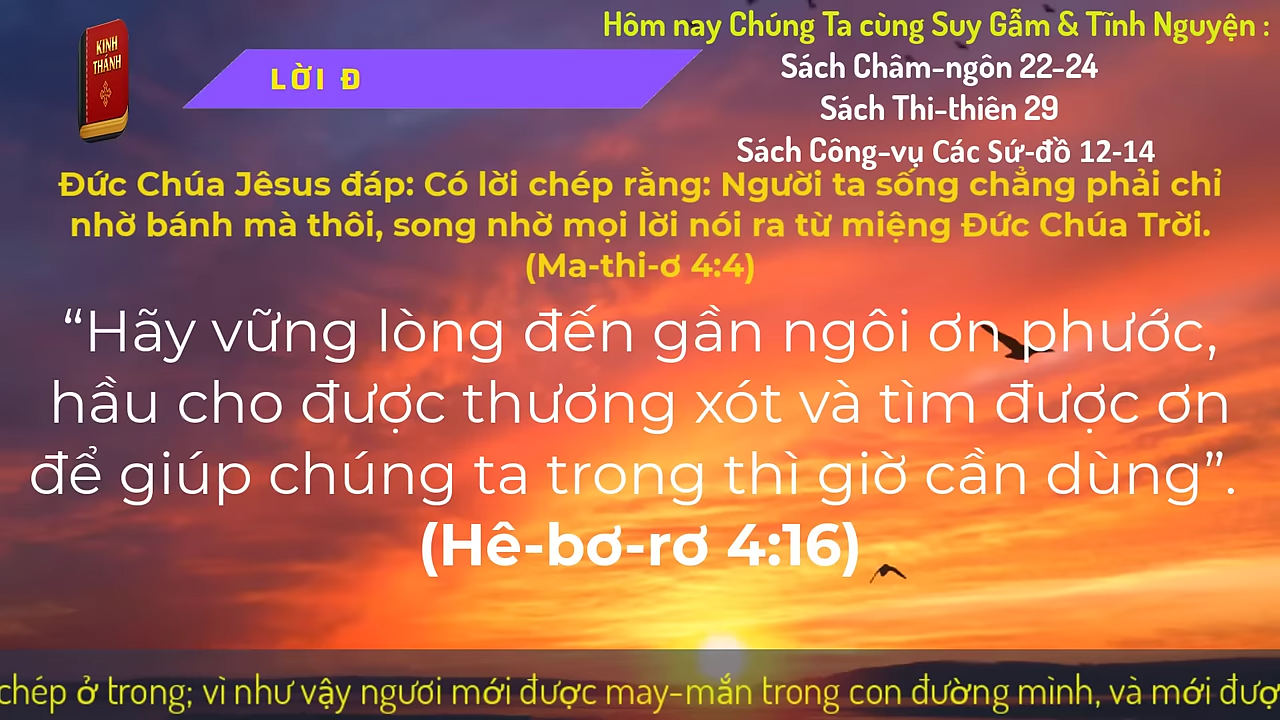 KINH
THÁNH
LỜI Đ
Hôm nay Chúng Ta cùng Suy Gẫm & Tĩnh Nguyện :
Sách Châm-ngôn 22-24
Sách Thi-thiên 29
Sách Công-vụ Các Sứ-đồ 12-14
Đức Chúa Jêsus đáp: Có lời chép rằng: Người ta sống chẳng phải chỉ
nhờ bánh mà thôi, song nhờ mọi lời nói ra từ miệng Đức Chúa Trời.
(Ma-thi-ơ 4:4)
“Hãy vững lòng đến gần ngôi ơn phước,
hầu cho được thương xót và tìm được ơn
để giúp chúng ta trong thì giờ cần dùng”.
(Hê-bơ-rơ 4:16)
chép ở trong; vì như vậy ngươi mới được may-mắn trong con đường mình, và mới đượ